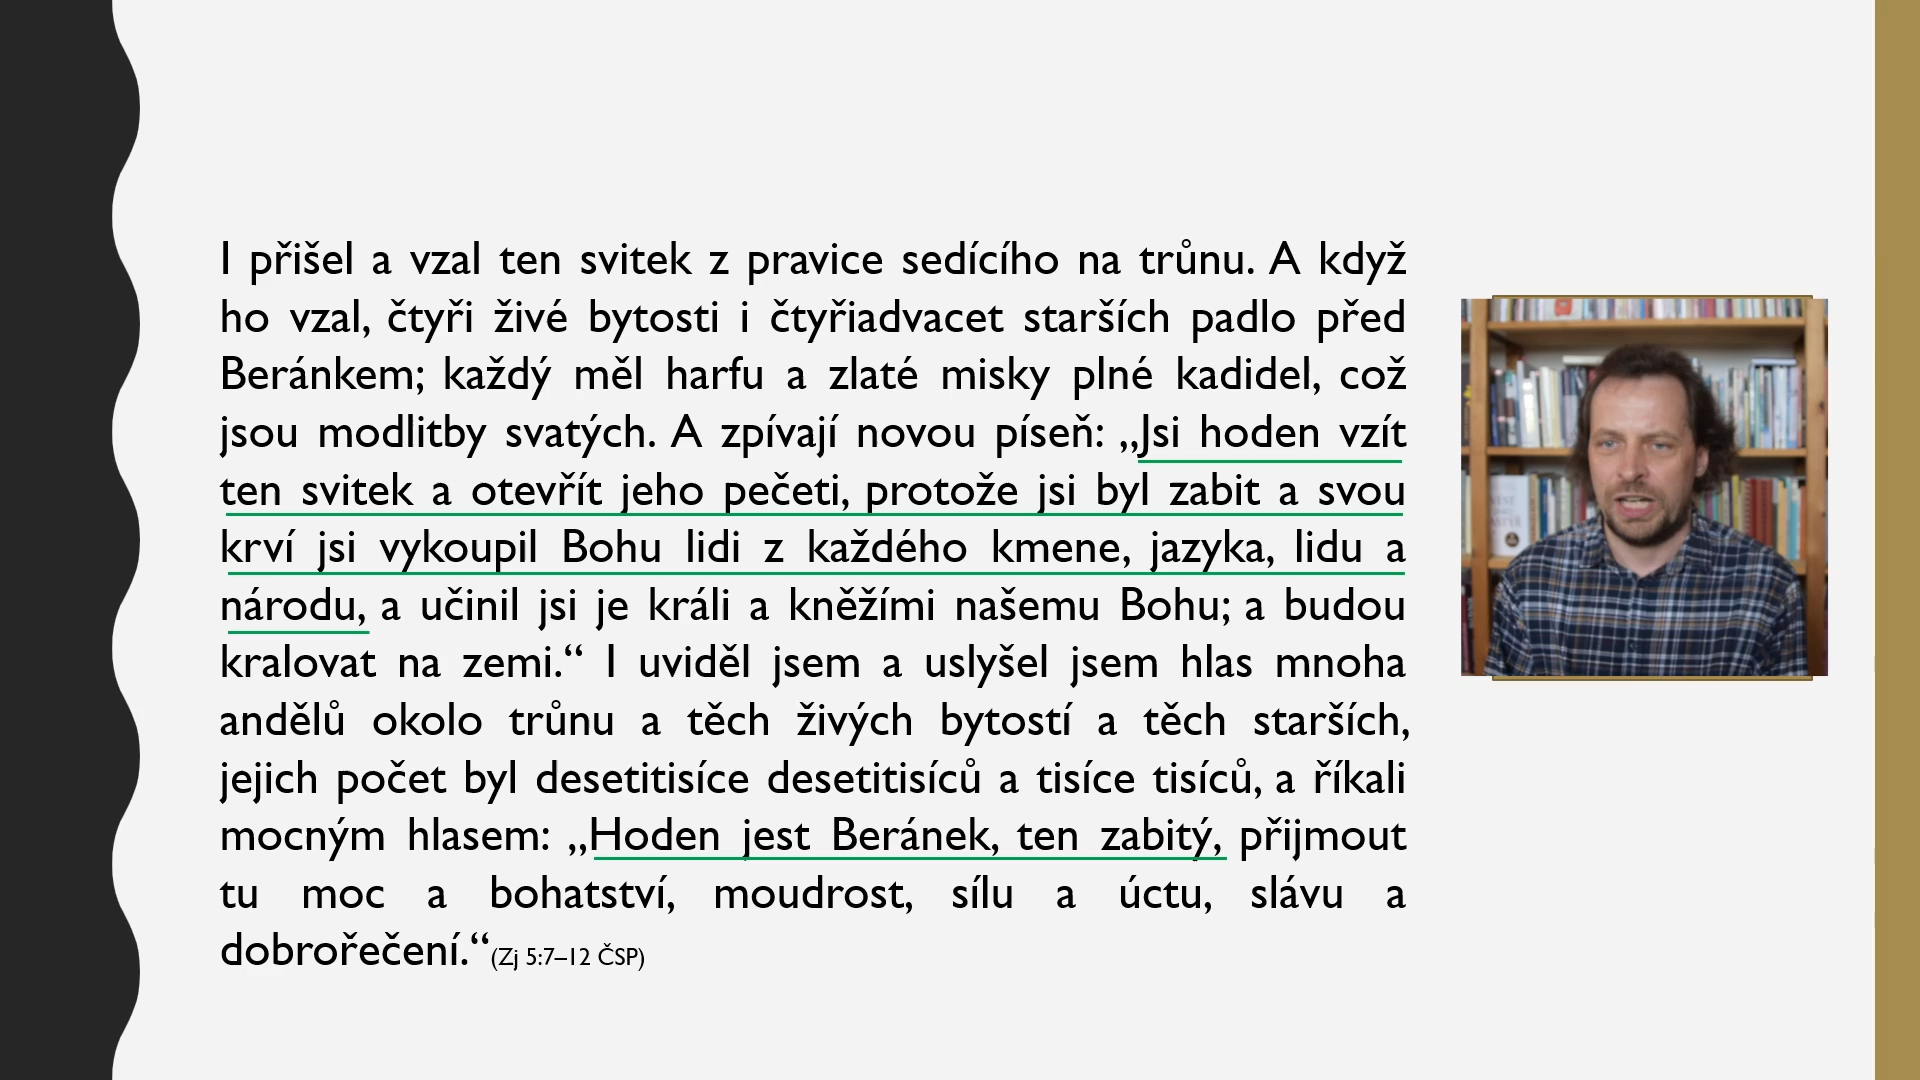 I přišel a vzal ten svitek z pravice sedícího na trůnu. A když
ho vzal, čtyři živé bytosti i čtyřiadvacet starších padlo před
Beránkem; každý měl harfu a zlaté misky plné kadidel, což
jsou modlitby svatých. A zpívají novou píseň: „Jsi hoden vzít
ten svitek a otevřít jeho pečeti, protože jsi byl zabit a svou
krví jsi vykoupil Bohu lidi z každého kmene, jazyka, lidu a
národu, a učinil jsi je králi a kněžími našemu Bohu; a budou
kralovat na zemi.“ I uviděl jsem a uslyšel jsem hlas mnoha
andělů okolo trůnu a těch živých bytostí a těch starších,
jejich počet byl desetitisíce desetitisíců a tisíce tisíců, a říkali
mocným hlasem: „Hoden jest Beránek, ten zabitý, přijmout
tu moc a bohatství, moudrost, sílu a úctu, slávu a
dobrořečení.“(Zj 5:7–12 ČSP)